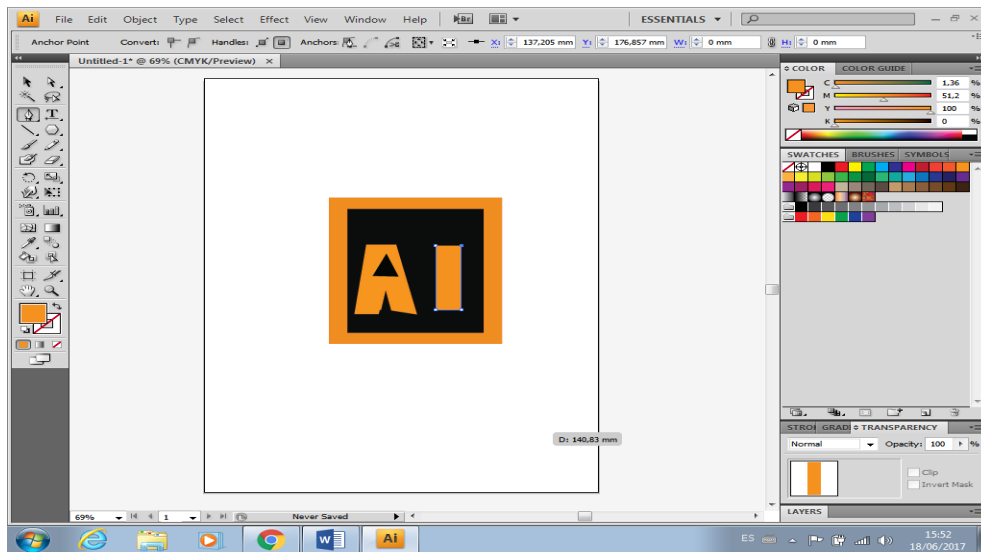 Ai File Edit Object Type Select Effect View Window Help Br ESSENTIALS
Anchor Point Convert: Handles: Anchors: X: 137,205 mm Y: 176,857 mm W: 0 mm H: 0 mm
Untitled-1* @ 69% (CMYK/Preview) ×
COLOR COLOR GUIDE
C 1,36 %
M 51,2 %
Y 100 %
K 0 %
SWATCHES BRUSHES SYMBOLS
A I
D: 140,83 mm
STROI GRADI TRANSPARENCY
Normal Opacity: 100 %
Clip
Invert Mask
LAYERS
69% 1 Never Saved
W Ai ES 15:52
18/06/2017